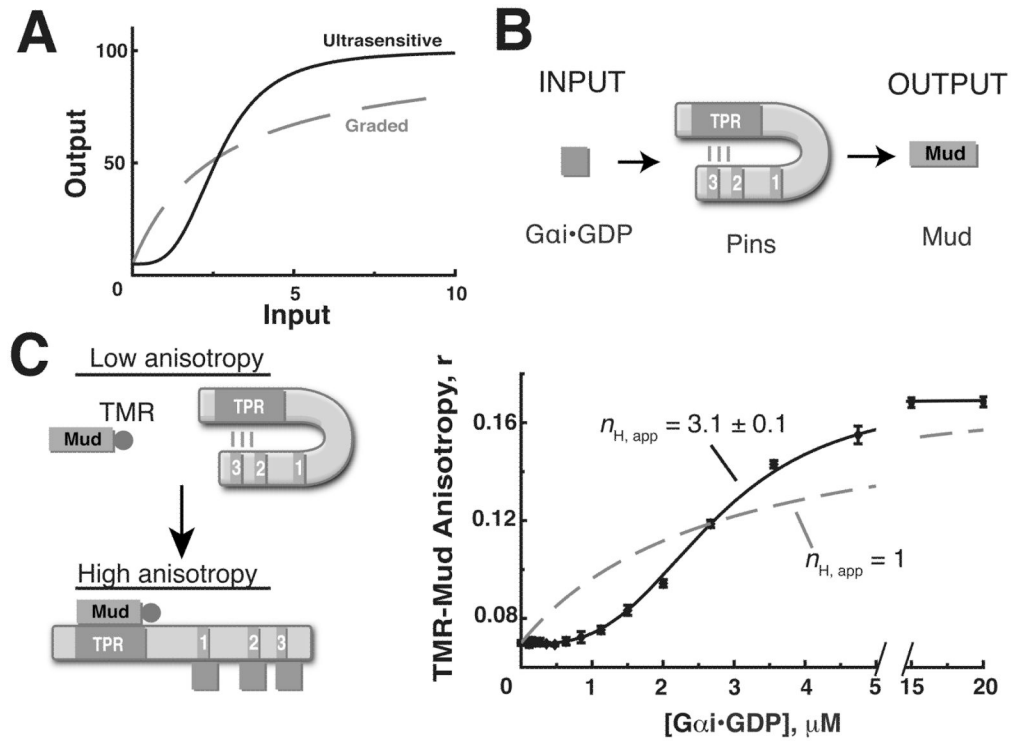 A
Ultrasensitive
100
Graded
50
Output
0
5
10
Input
B
INPUT
OUTPUT
TPR
3 2 1
Mud
Gαi•GDP
Pins
Mud
C
Low anisotropy
TMR
TPR
Mud
3 2 1
High anisotropy
Mud
TPR
1 2 3
TMR-Mud Anisotropy, r
0.16
0.12
0.08
nH, app = 3.1 ± 0.1
nH, app = 1
0 1 2 3 4 5 15 20
[Gαi•GDP], μM